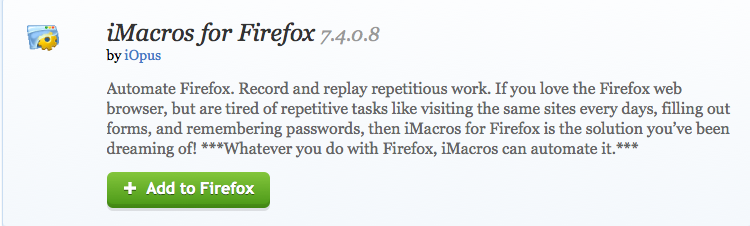 iMacros for Firefox 7.4.0.8
by iOpus
Automate Firefox. Record and replay repetitious work. If you love the Firefox web
browser, but are tired of repetitive tasks like visiting the same sites every days, filling out
forms, and remembering passwords, then iMacros for Firefox is the solution you’ve been
dreaming of! ***Whatever you do with Firefox, iMacros can automate it.***
+ Add to Firefox